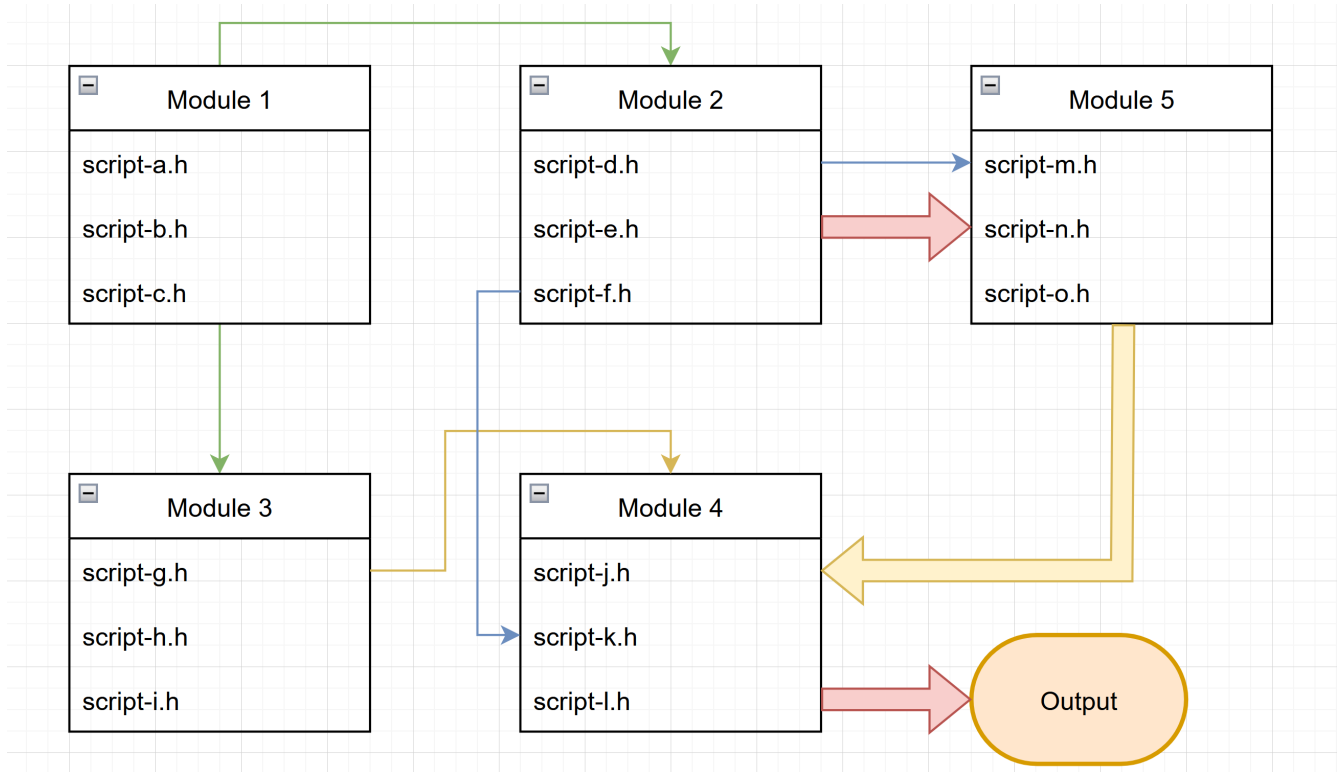 Module 1
script-a.h
script-b.h
script-c.h
Module 2
script-d.h
script-e.h
script-f.h
Module 5
script-m.h
script-n.h
script-o.h
Module 3
script-g.h
script-h.h
script-i.h
Module 4
script-j.h
script-k.h
script-l.h
Output